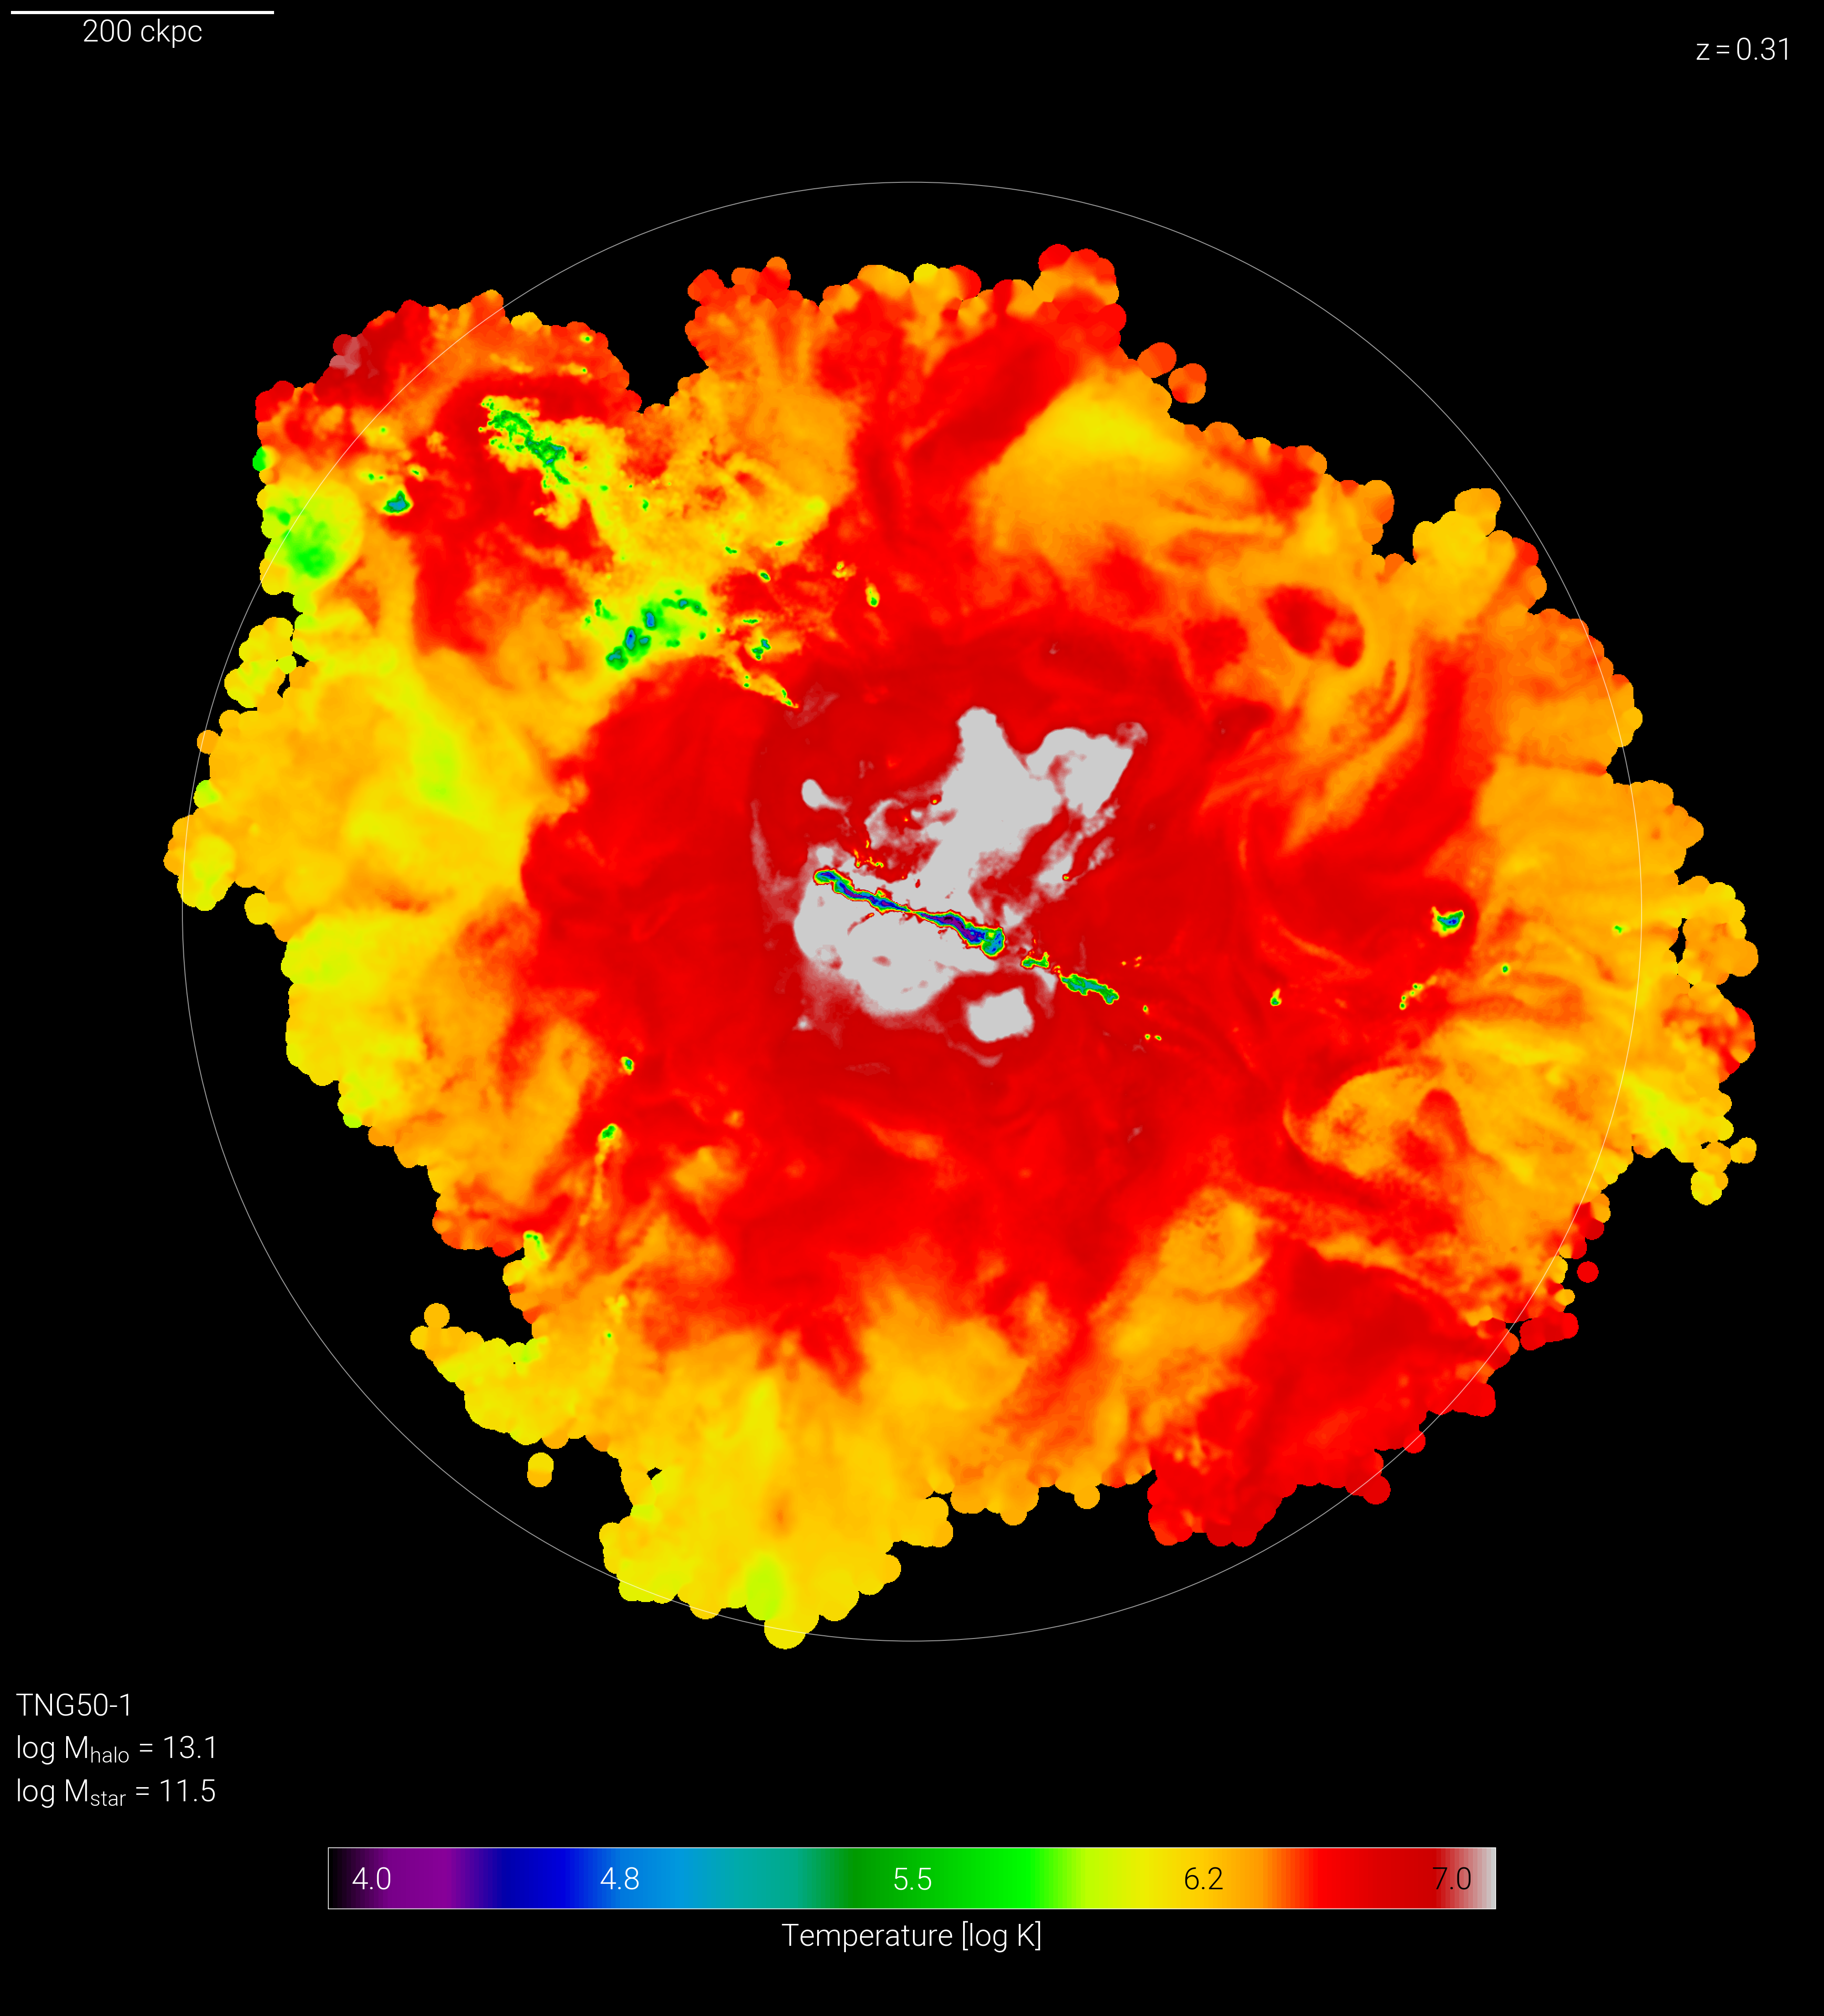 200 ckpc
z = 0.31
TNG50-1
log Mhalo = 13.1
log Mstar = 11.5
4.0 4.8 5.5 6.2 7.0
Temperature [log K]